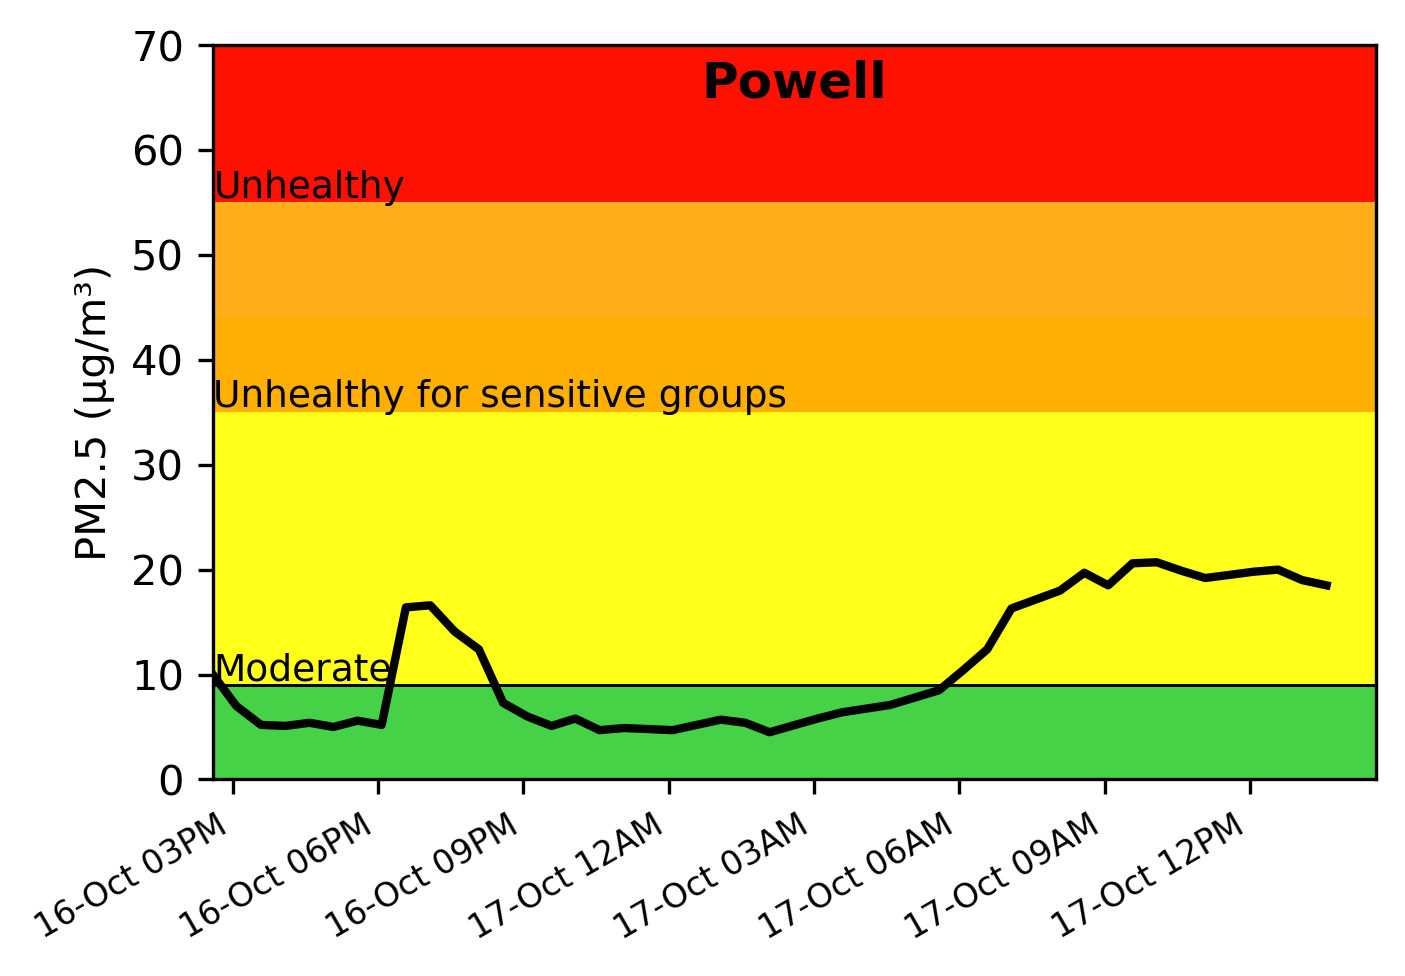 Powell
70
60
50
40
30
20
10
0
PM2.5 (µg/m³)
Unhealthy
Unhealthy for sensitive groups
Moderate
16-Oct 03PM
16-Oct 06PM
16-Oct 09PM
17-Oct 12AM
17-Oct 03AM
17-Oct 06AM
17-Oct 09AM
17-Oct 12PM